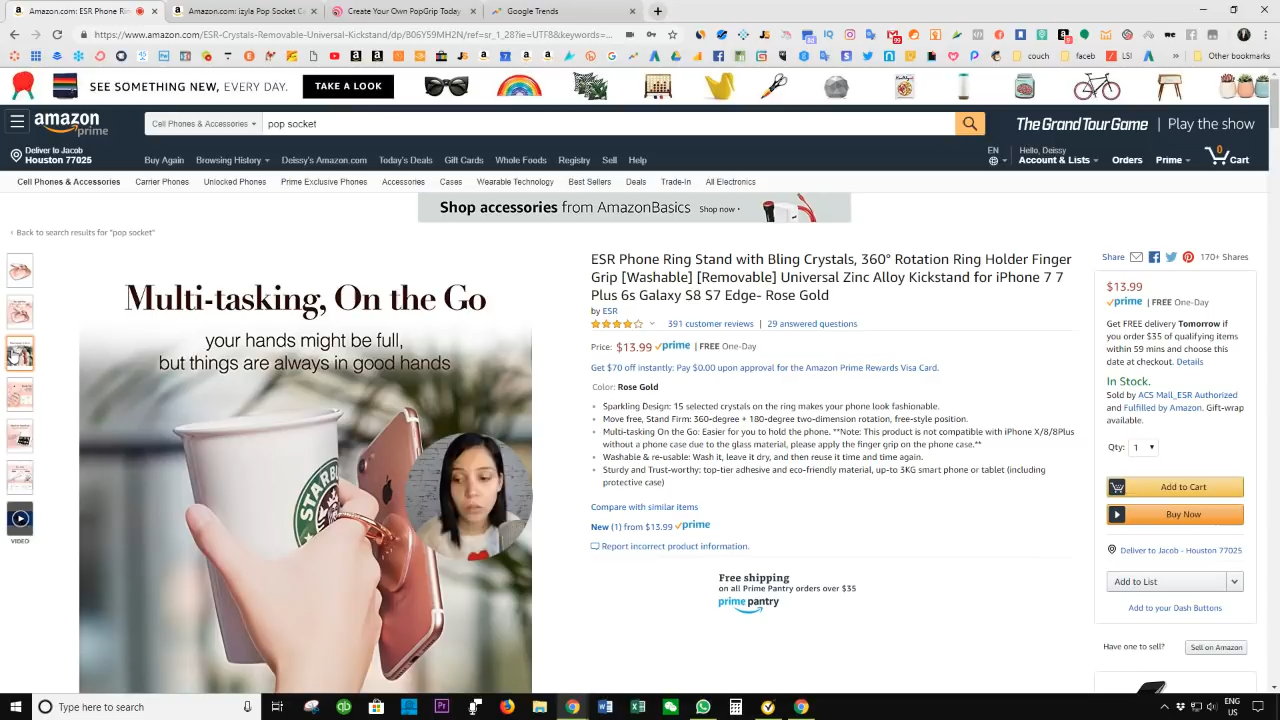 Amazon.com: ESR Phone Rin
Amazon.com: izyla Pop Socket C
Create Your Own PopGrip Today
Google Trends
https://www.amazon.com/ESR-Crystals-Removable-Universal-Kickstand/dp/B06Y59MH2N/ref=sr_1_28?ie=UTF8&keywords=...
couch
paper
LSI
Other bookmarks
SEE SOMETHING NEW, EVERY DAY.
TAKE A LOOK
amazon
prime
Cell Phones & Accessories
pop socket
THE GRAND TOUR GAME | Play the show
Deliver to Jacob
Houston 77025
Buy Again
Browsing History
Deissy's Amazon.com
Today's Deals
Gift Cards
Whole Foods
Registry
Sell
Help
EN
Hello, Deissy
Account & Lists
Orders
Prime
0
Cart
Cell Phones & Accessories
Carrier Phones
Unlocked Phones
Prime Exclusive Phones
Accessories
Cases
Wearable Technology
Best Sellers
Deals
Trade-In
All Electronics
Shop accessories from AmazonBasics Shop now
‹ Back to search results for "pop socket"
Multi-tasking, On the Go
your hands might be full,
but things are always in good hands
VIDEO
ESR Phone Ring Stand with Bling Crystals, 360° Rotation Ring Holder Finger
Grip [Washable] [Removable] Universal Zinc Alloy Kickstand for iPhone 7 7
Plus 6s Galaxy S8 S7 Edge- Rose Gold
by ESR
391 customer reviews | 29 answered questions
Price: $13.99 prime | FREE One-Day
Get $70 off instantly: Pay $0.00 upon approval for the Amazon Prime Rewards Visa Card.
Color: Rose Gold
Sparkling Design: 15 selected crystals on the ring makes your phone look fashionable.
Move free, Stand Firm: 360-degree + 180-degree two-dimension rotation, free-style position.
Multi-tasking On the Go: Easier for you to hold the phone. **Note: This product is not compatible with iPhone X/8/8Plus
without a phone case due to the glass material, please apply the finger grip on the phone case.**
Washable & re-usable: Wash it, leave it dry, and then reuse it time and time again.
Sturdy and Trust-worthy: top-tier adhesive and eco-friendly material, up-to 3KG smart phone or tablet (including
protective case)
Compare with similar items
New (1) from $13.99 prime
Report incorrect product information.
Free shipping
on all Prime Pantry orders over $35
prime pantry
Share
170+ Shares
$13.99
prime | FREE One-Day
Get FREE delivery Tomorrow if
you order $35 of qualifying items
within 59 mins and choose this
date at checkout. Details
In Stock.
Sold by ACS Mall_ESR Authorized
and Fulfilled by Amazon. Gift-wrap
available.
Qty: 1
Add to Cart
Buy Now
Deliver to Jacob - Houston 77025
Add to List
Add to your Dash Buttons
Have one to sell?
Sell on Amazon
Type here to search
ENG
US